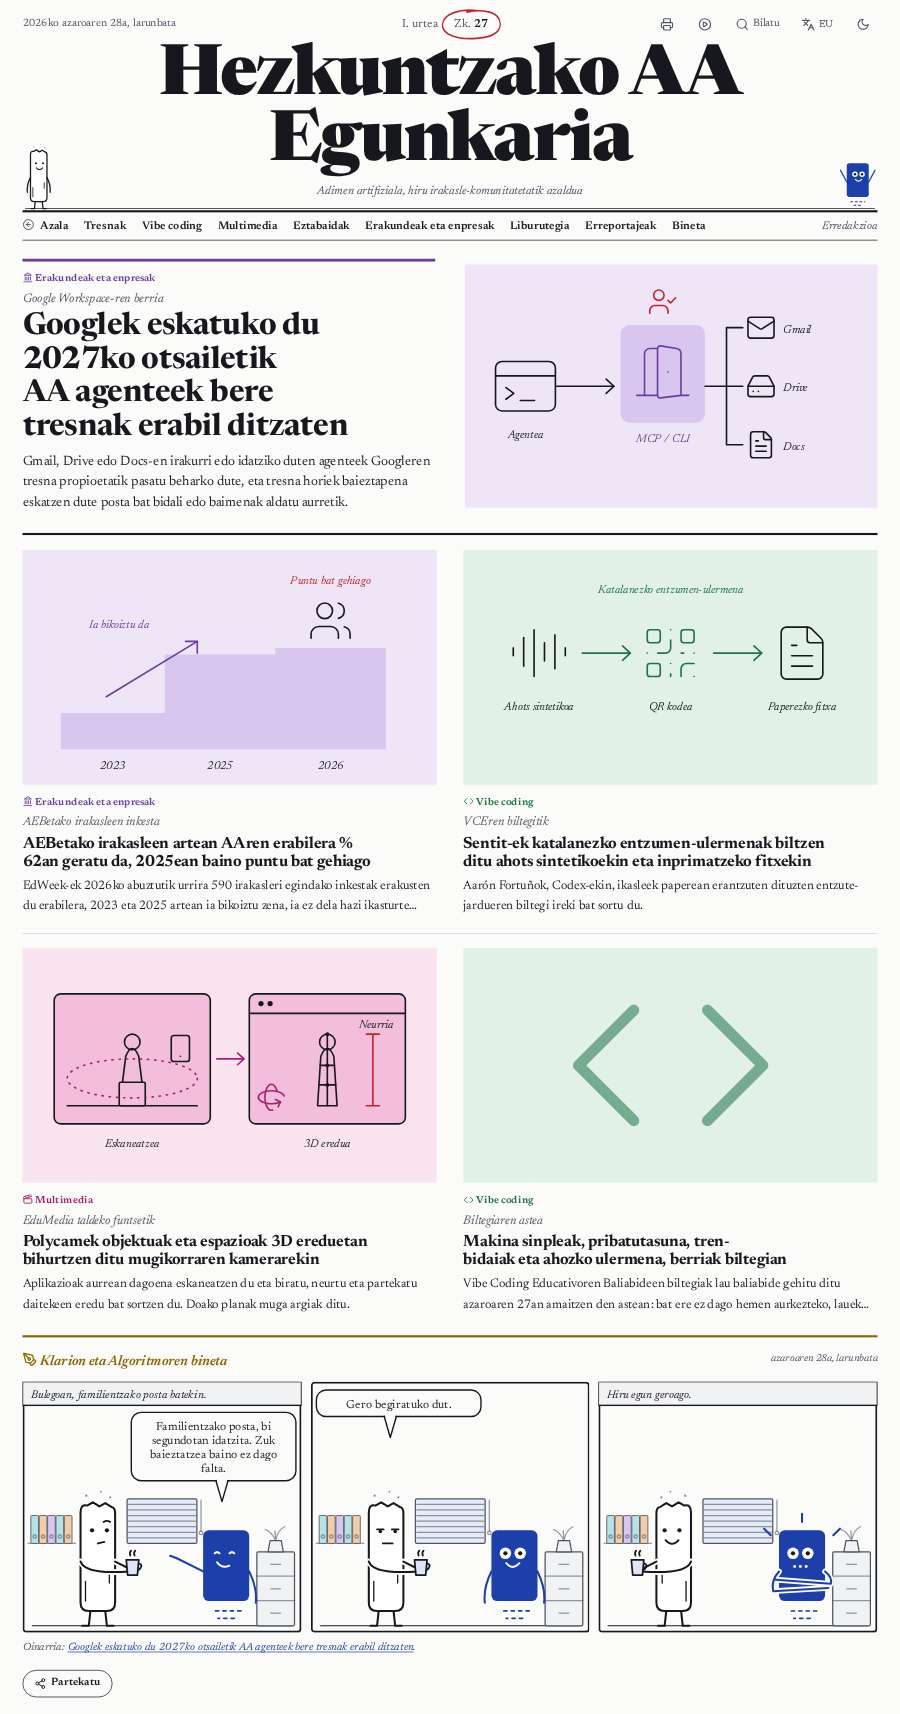 2026ko azaroaren 28a, larunbata
I. urtea Zk. 27
Bilatu EU
Hezkuntzako AA
Egunkaria
Adimen artifiziala, hiru irakasle-komunitatetatik azaldua
Azala Tresnak Vibe coding Multimedia Eztabaidak Erakundeak eta enpresak Liburutegia Erreportajeak Bineta Erredakzioa
Erakundeak eta enpresak
Google Workspace-ren berria
Googlek eskatuko du
2027ko otsailetik
AA agenteek bere
tresnak erabil ditzaten
Gmail, Drive edo Docs-en irakurri edo idatziko duten agenteek Googleren
tresna propioetatik pasatu beharko dute, eta tresna horiek baieztapena
eskatzen dute posta bat bidali edo baimenak aldatu aurretik.
Agentea
MCP / CLI
Gmail
Drive
Docs
Puntu bat gehiago
Ia bikoiztu da
2023 2025 2026
Erakundeak eta enpresak
AEBetako irakasleen inkesta
AEBetako irakasleen artean AAren erabilera %
62an geratu da, 2025ean baino puntu bat gehiago
EdWeek-ek 2026ko abuztutik urrira 590 irakasleri egindako inkestak erakusten
du erabilera, 2023 eta 2025 artean ia bikoiztu zena, ia ez dela hazi ikasturte...
Katalanezko entzumen-ulermena
Ahots sintetikoa QR kodea Paperezko fitxa
Vibe coding
VCEren biltegitik
Sentit-ek katalanezko entzumen-ulermenak biltzen
ditu ahots sintetikoekin eta inprimatzeko fitxekin
Aarón Fortuñok, Codex-ekin, ikasleek paperean erantzuten dituzten entzute-
jardueren biltegi ireki bat sortu du.
Neurria
Eskaneatzea 3D eredua
Multimedia
EduMedia taldeko funtsetik
Polycamek objektuak eta espazioak 3D ereduetan
bihurtzen ditu mugikorraren kamerarekin
Aplikazioak aurrean dagoena eskaneatzen du eta biratu, neurtu eta partekatu
daitekeen eredu bat sortzen du. Doako planak muga argiak ditu.
Vibe coding
Biltegiaren astea
Makina sinpleak, pribatutasuna, tren-
bidaiak eta ahozko ulermena, berriak biltegian
Vibe Coding Educativoren Baliabideen biltegiak lau baliabide gehitu ditu
azaroaren 27an amaitzen den astean: bat ere ez dago hemen aurkezteko, lauek...
Klarion eta Algoritmoren bineta
azaroaren 28a, larunbata
Bulegoan, familientzako posta batekin.
Familientzako posta, bi
segundotan idatzita. Zuk
baieztatzea baino ez dago
falta.
Gero begiratuko dut.
Hiru egun geroago.
Oinarria: Googlek eskatuko du 2027ko otsailetik AA agenteek bere tresnak erabil ditzaten.
Partekatu